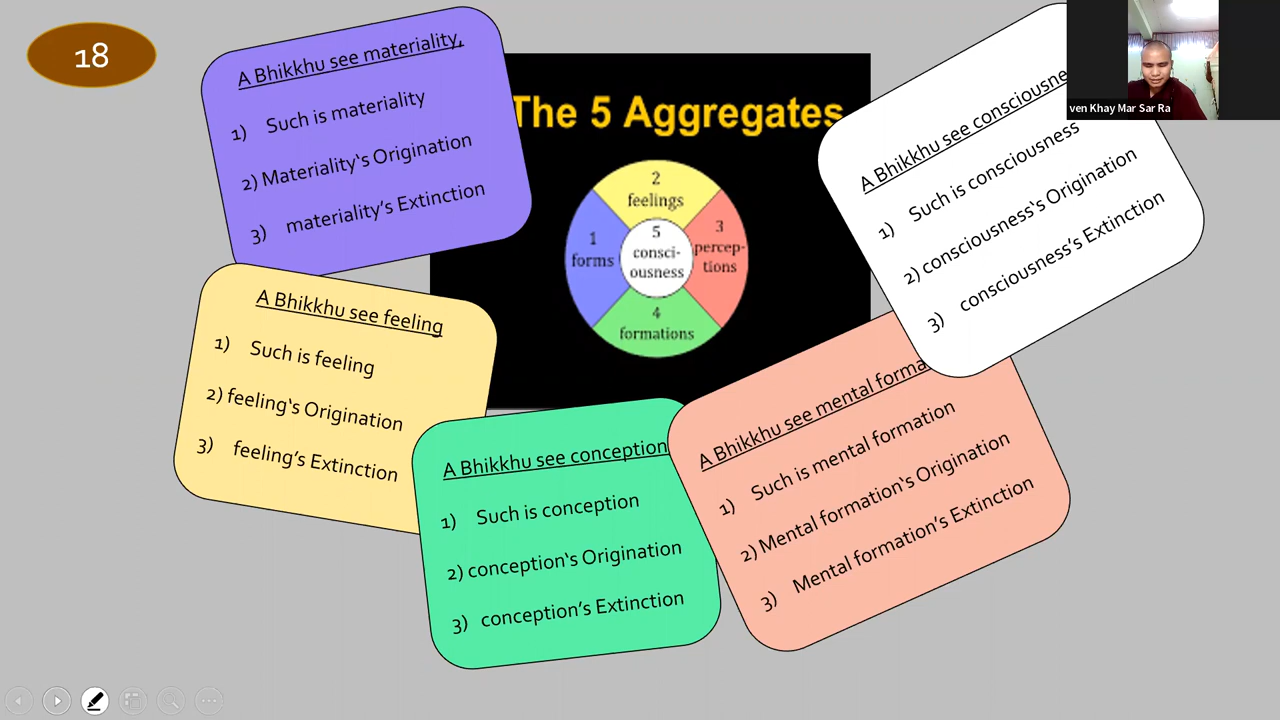 18
A Bhikkhu see materiality,
1) Such is materiality
2) Materiality‘s Origination
3) materiality’s Extinction
The 5 Aggregates
2
feelings
1
forms
5
consci-
ousness
3
percep-
tions
4
formations
A Bhikkhu see feeling
1) Such is feeling
2) feeling‘s Origination
3) feeling’s Extinction
A Bhikkhu see conception
1) Such is conception
2) conception‘s Origination
3) conception’s Extinction
A Bhikkhu see mental forma
1) Such is mental formation
2) Mental formation‘s Origination
3) Mental formation’s Extinction
A Bhikkhu see consciousne
1) Such is consciousness
2) consciousness‘s Origination
3) consciousness’s Extinction
ven Khay Mar Sar Ra